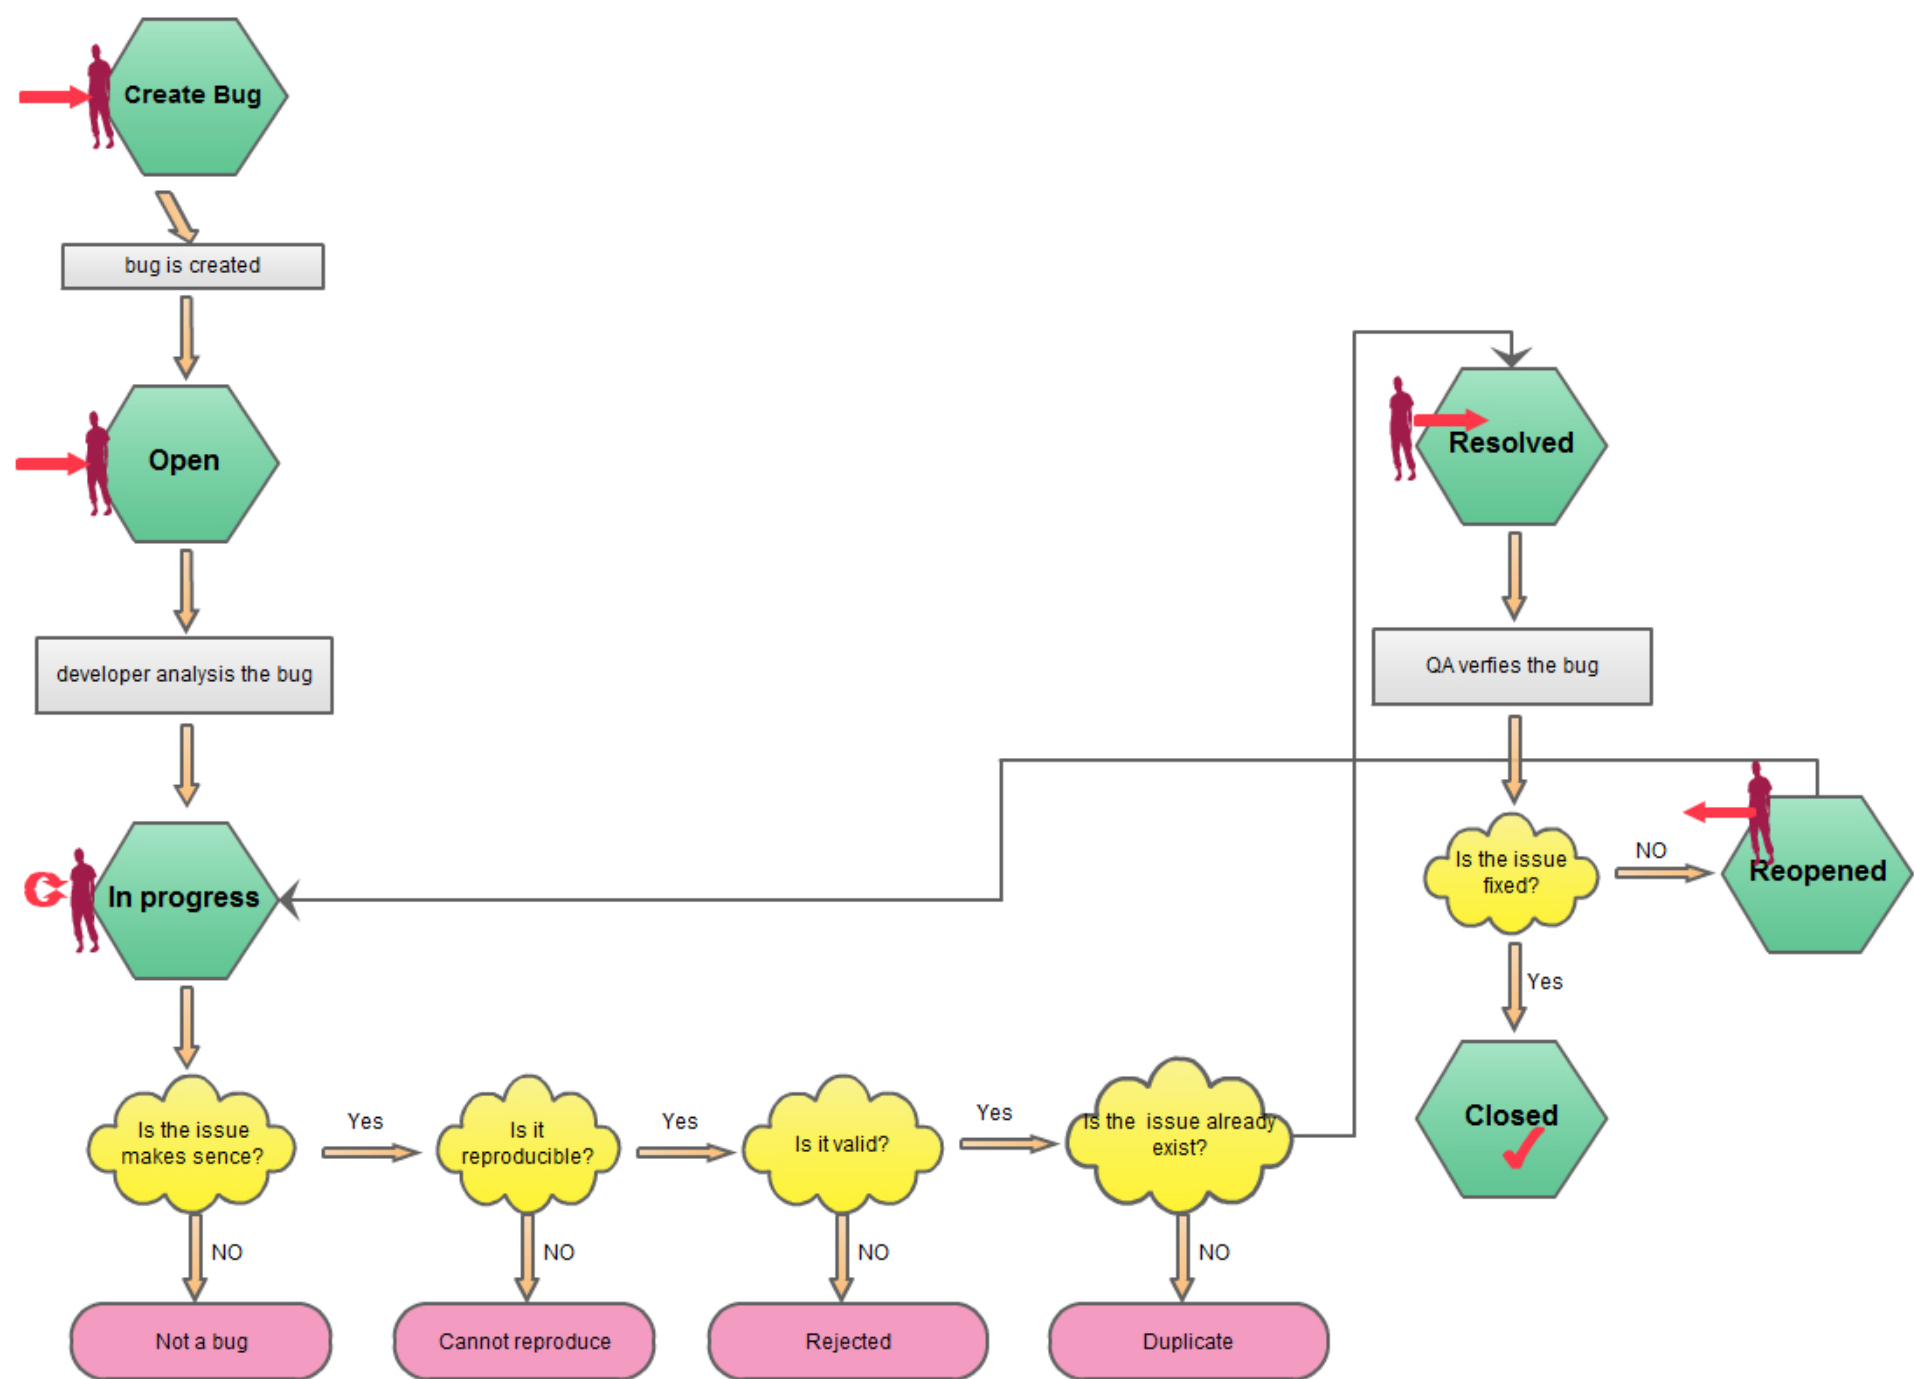 Create Bug
bug is created
Open
developer analysis the bug
In progress
Is the issue
makes sence?
Yes
NO
Not a bug
Is it
reproducible?
Yes
NO
Cannot reproduce
Is it valid?
Yes
NO
Rejected
Is the issue already
exist?
NO
Duplicate
Resolved
QA verfies the bug
Is the issue
fixed?
NO
Reopened
Yes
Closed